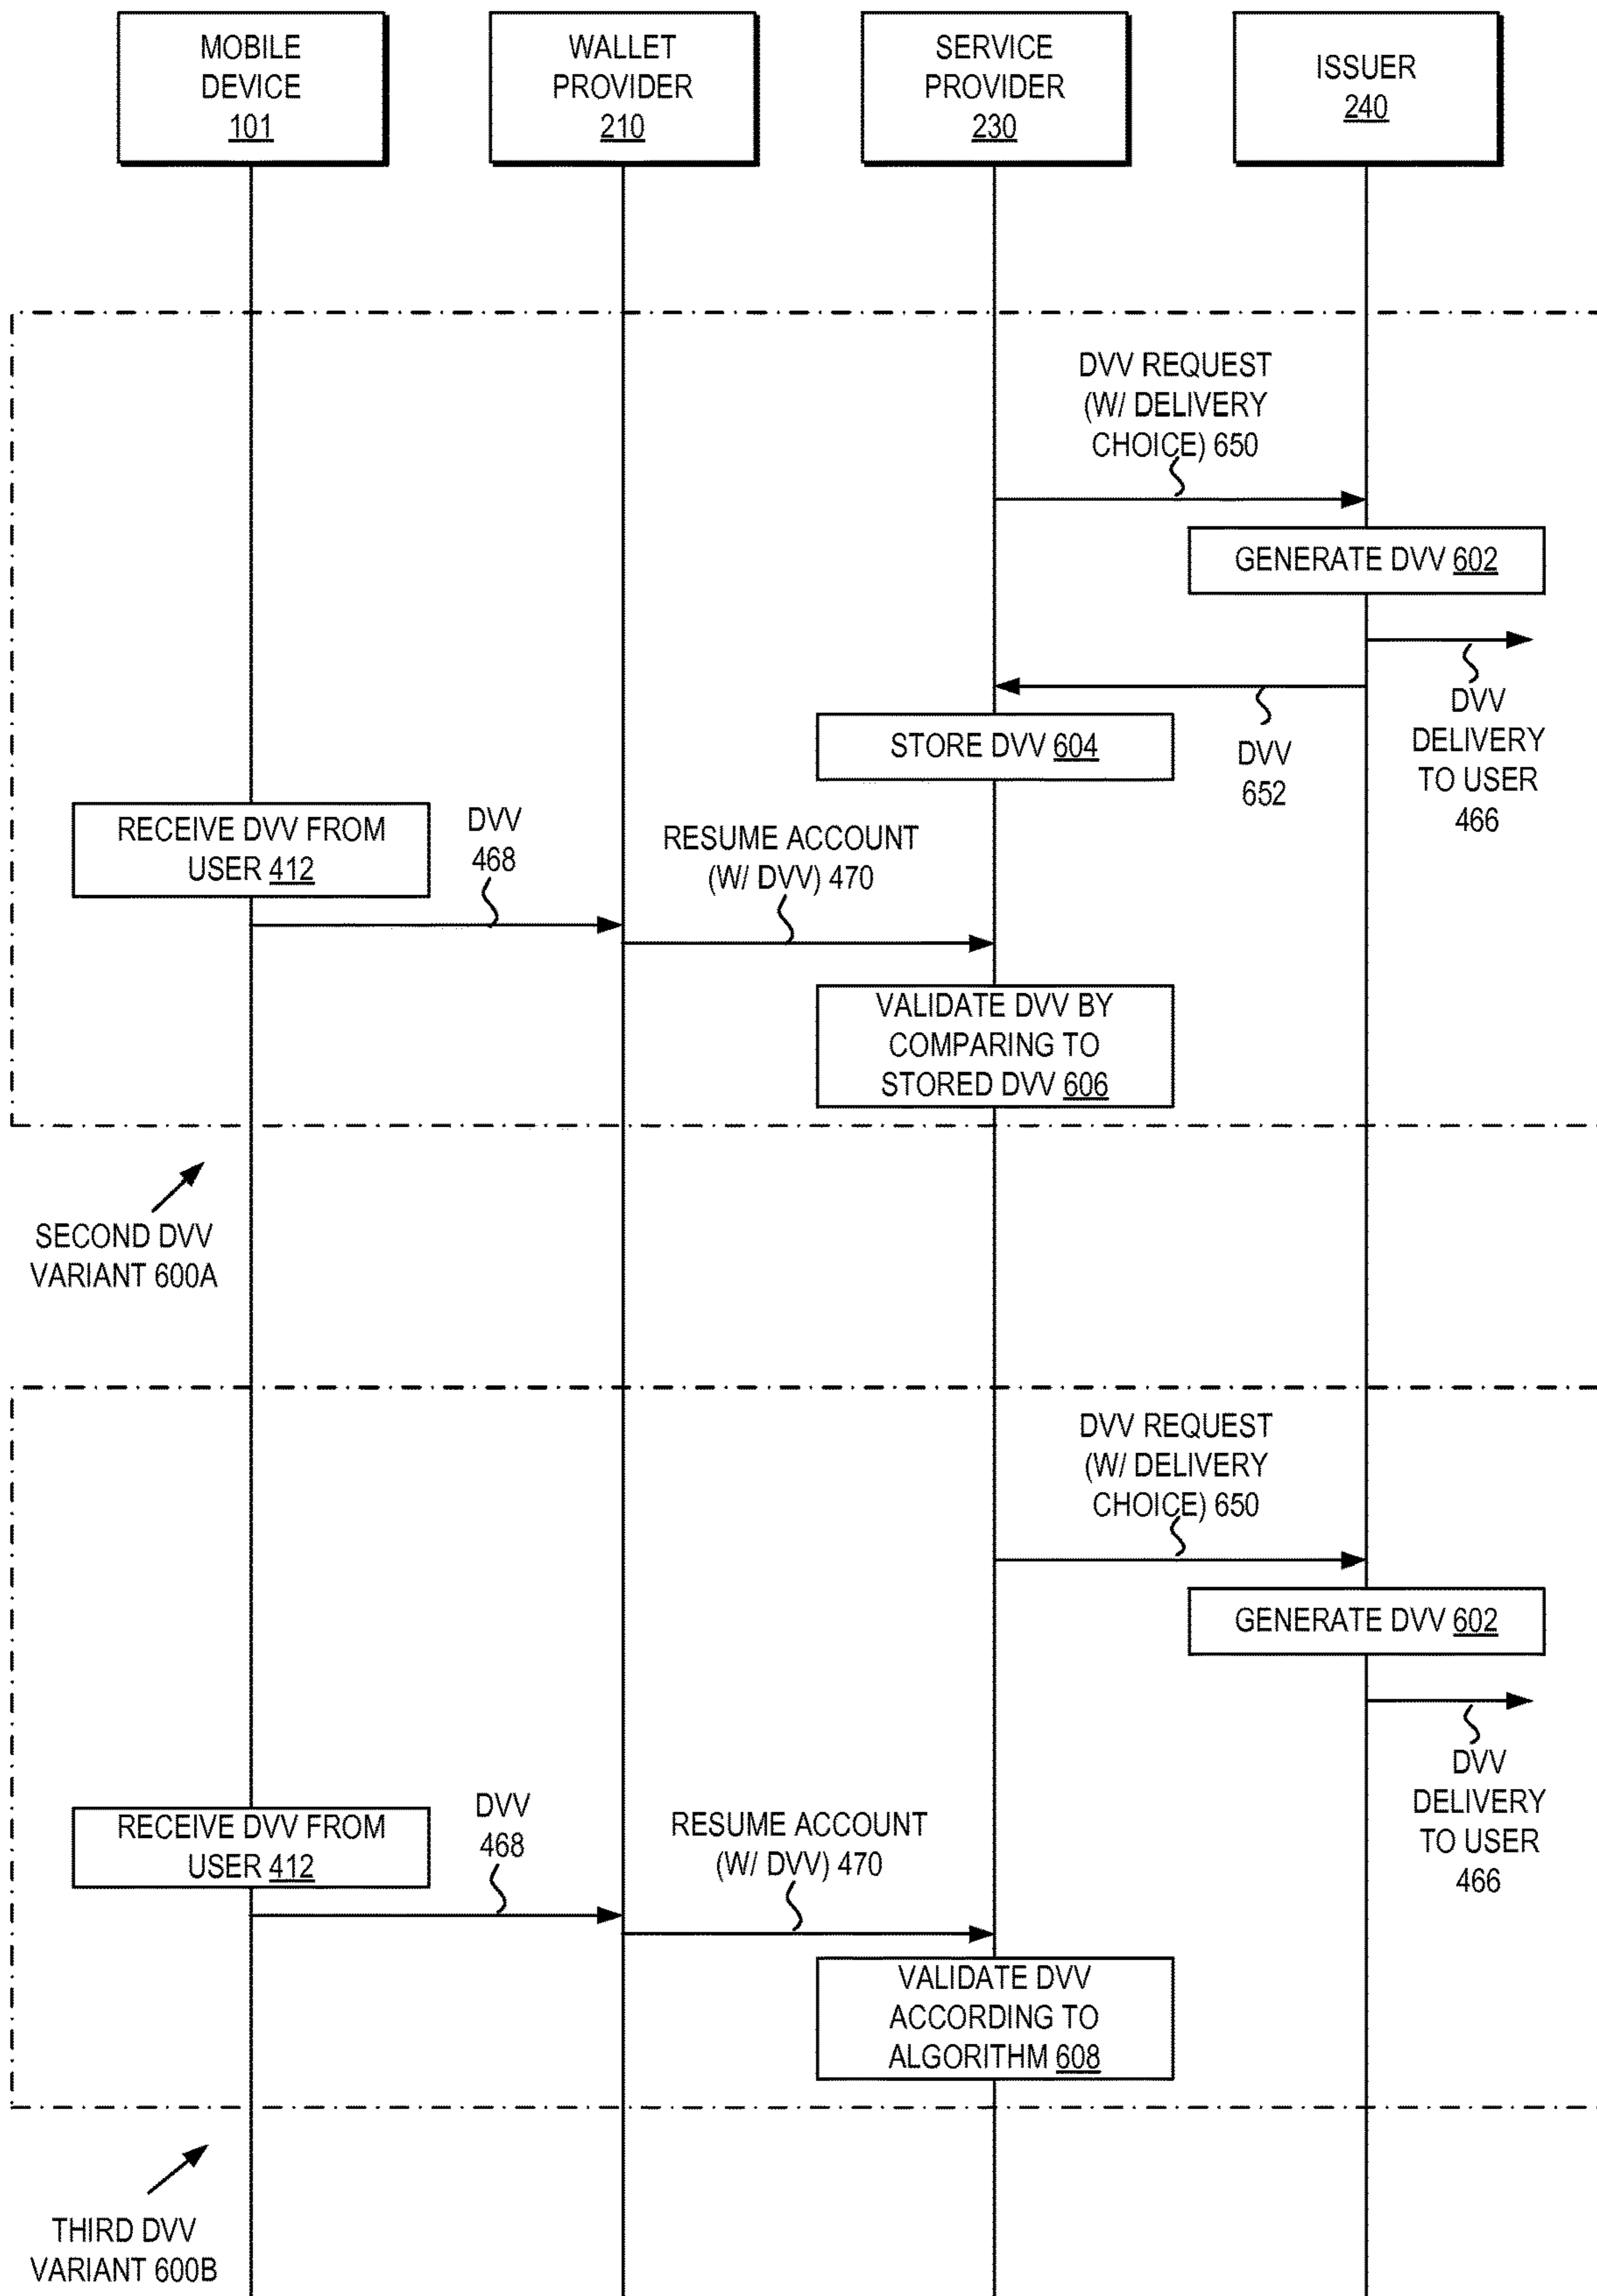 MOBILE
DEVICE
101
WALLET
PROVIDER
210
SERVICE
PROVIDER
230
ISSUER
240
DVV REQUEST
(W/ DELIVERY
CHOICE) 650
GENERATE DVV 602
DVV
DELIVERY
TO USER
466
DVV
652
STORE DVV 604
RECEIVE DVV FROM
USER 412
DVV
468
RESUME ACCOUNT
(W/ DVV) 470
VALIDATE DVV BY
COMPARING TO
STORED DVV 606
SECOND DVV
VARIANT 600A
DVV REQUEST
(W/ DELIVERY
CHOICE) 650
GENERATE DVV 602
DVV
DELIVERY
TO USER
466
RECEIVE DVV FROM
USER 412
DVV
468
RESUME ACCOUNT
(W/ DVV) 470
VALIDATE DVV
ACCORDING TO
ALGORITHM 608
THIRD DVV
VARIANT 600B